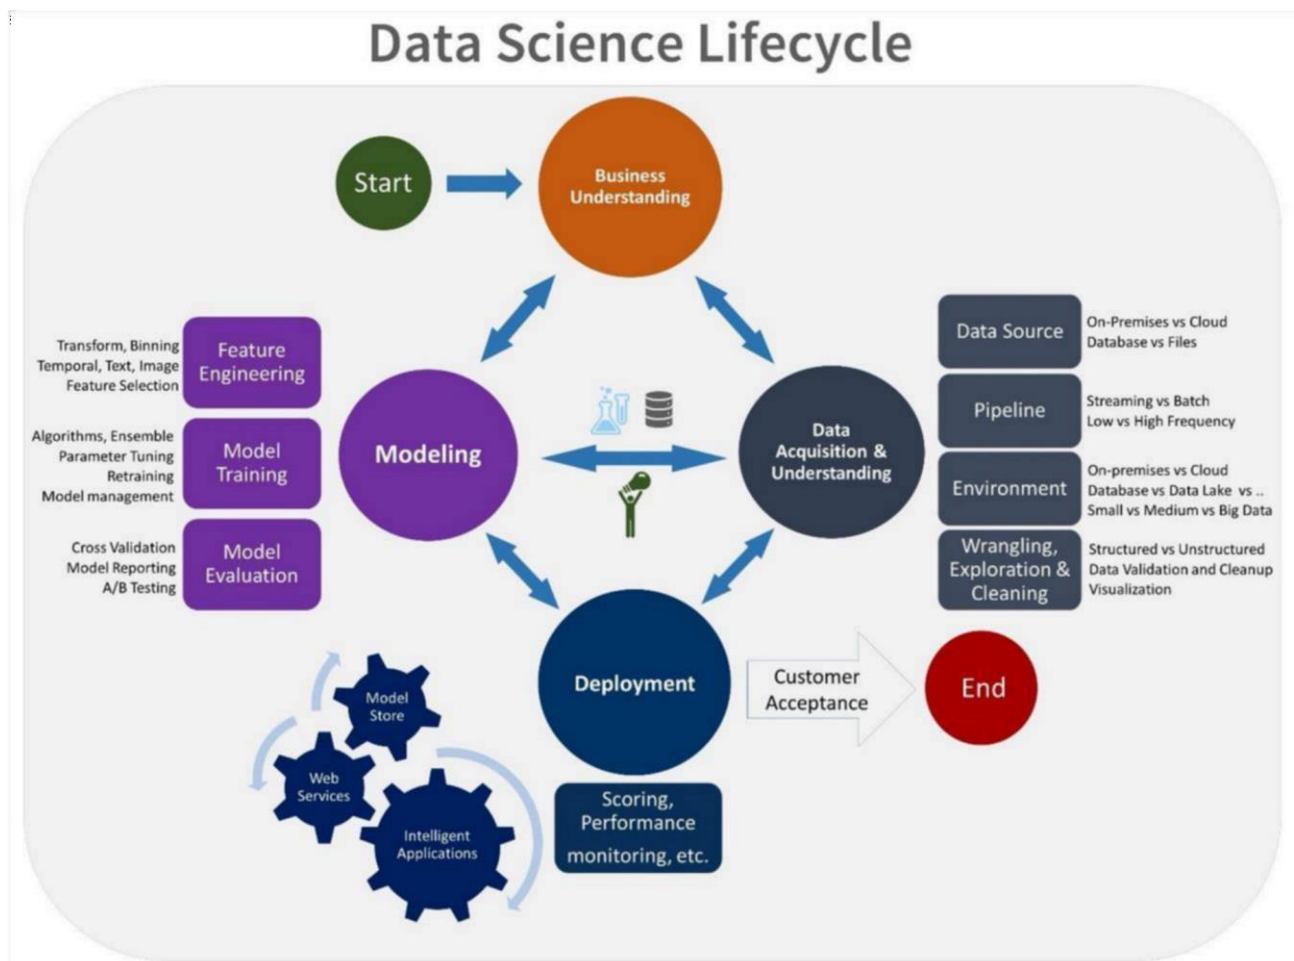 Data Science Lifecycle
Start
Business
Understanding
Transform, Binning
Temporal, Text, Image
Feature Selection
Feature
Engineering
Algorithms, Ensemble
Parameter Tuning
Retraining
Model management
Model
Training
Cross Validation
Model Reporting
A/B Testing
Model
Evaluation
Modeling
Data
Acquisition &
Understanding
Data Source
On-Premises vs Cloud
Database vs Files
Pipeline
Streaming vs Batch
Low vs High Frequency
Environment
On-premises vs Cloud
Database vs Data Lake vs ..
Small vs Medium vs Big Data
Wrangling,
Exploration &
Cleaning
Structured vs Unstructured
Data Validation and Cleanup
Visualization
Deployment
Customer
Acceptance
End
Model
Store
Web
Services
Intelligent
Applications
Scoring,
Performance
monitoring, etc.